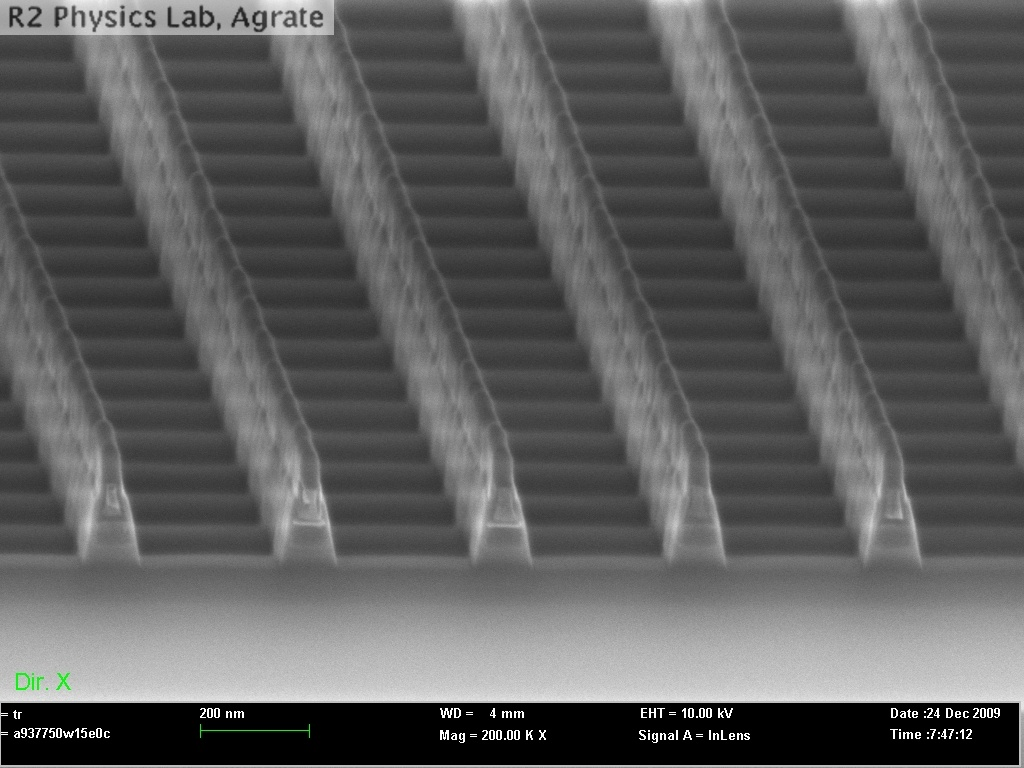 R2 Physics Lab, Agrate
Dir. X
= tr
200 nm
WD = 4 mm
EHT = 10.00 kV
Date :24 Dec 2009
= a937750w15e0c
Mag = 200.00 K X
Signal A = InLens
Time :7:47:12